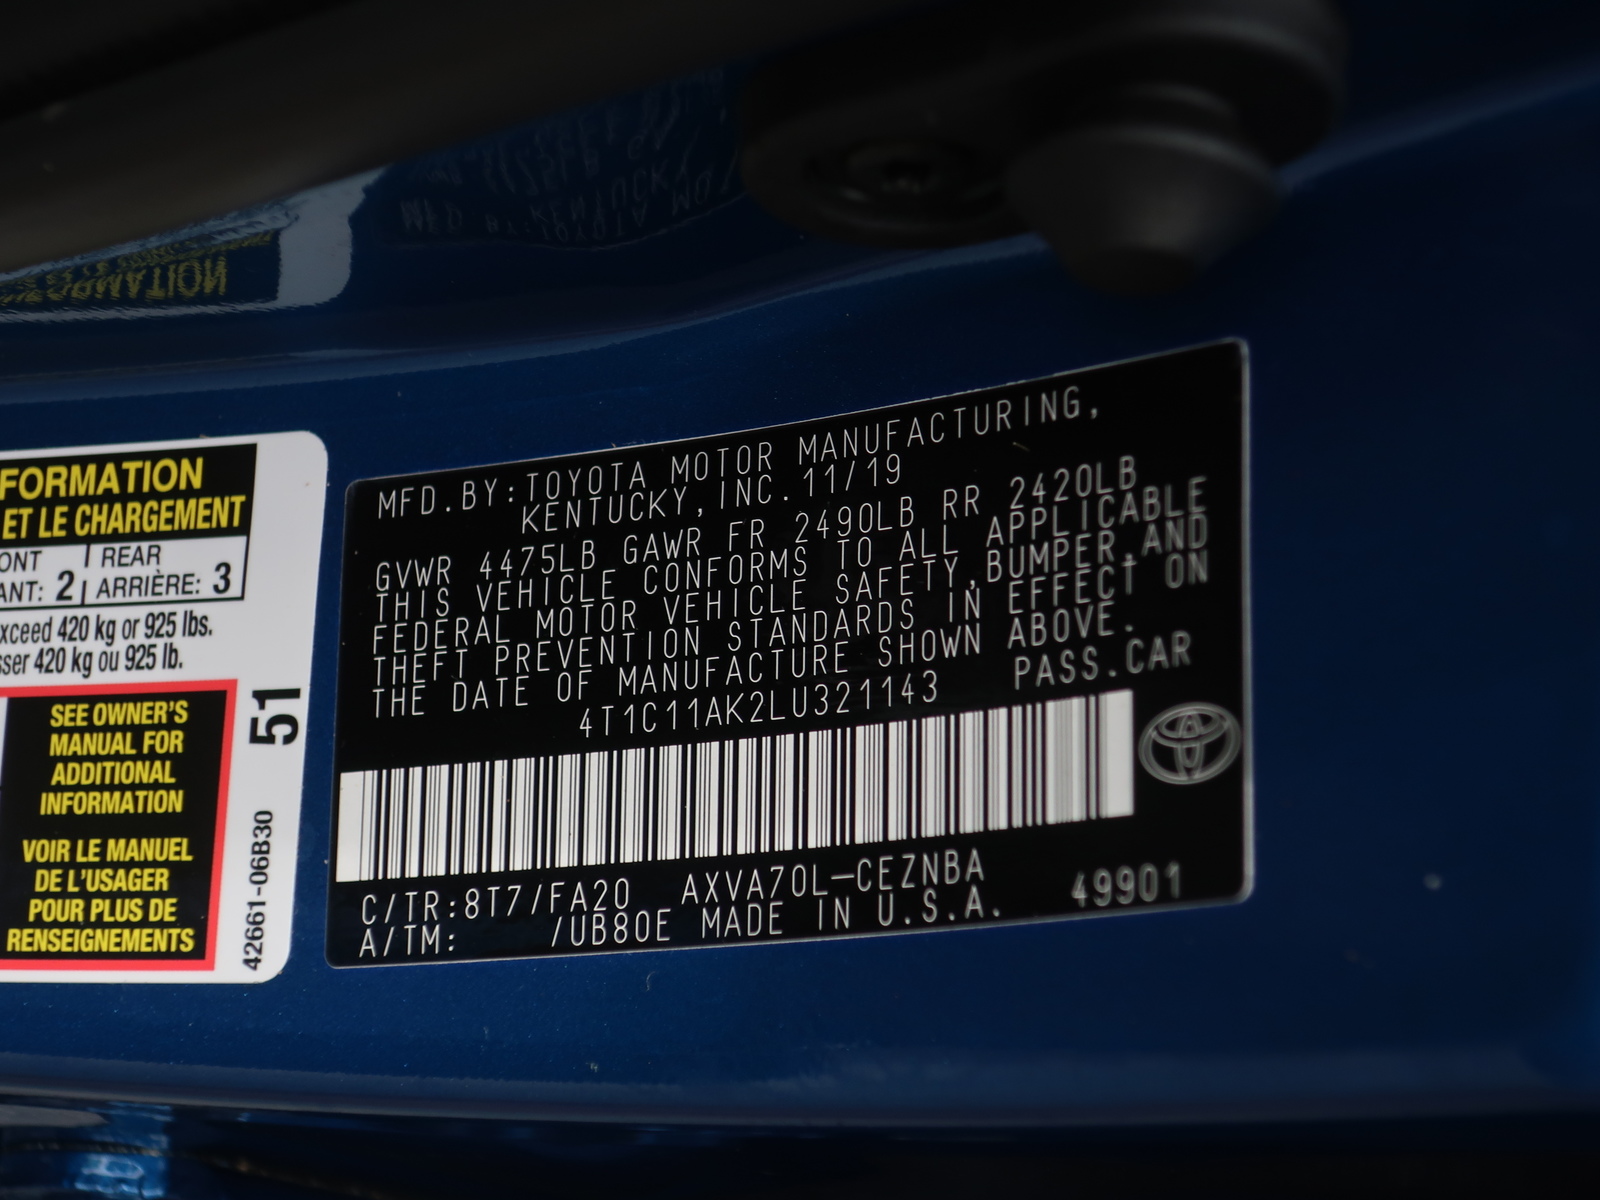 FORMATION
ET LE CHARGEMENT
REAR
2 ARRIÈRE: 3
420 kg or 925 lbs.
420 kg ou 925 lb.
SEE OWNER'S
MANUAL FOR
ADDITIONAL
INFORMATION
VOIR LE MANUEL
DE L'USAGER
POUR PLUS DE
RENSEIGNEMENTS
51
42661-06B30
MFD.BY:TOYOTA MOTOR MANUFACTURING,
KENTUCKY,INC.11/19
GVWR 4475LB GAWR FR 2490LB RR 2420LB
THIS VEHICLE CONFORMS TO ALL APPLICABLE
FEDERAL MOTOR VEHICLE SAFETY,BUMPER,AND
THEFT PREVENTION STANDARDS IN EFFECT ON
THE DATE OF MANUFACTURE SHOWN ABOVE.
4T1C11AK2LU321143 PASS.CAR
C/TR:8T7/FA20 AXVA70L-CEZNBA
A/TM: /UB80E MADE IN U.S.A. 49901